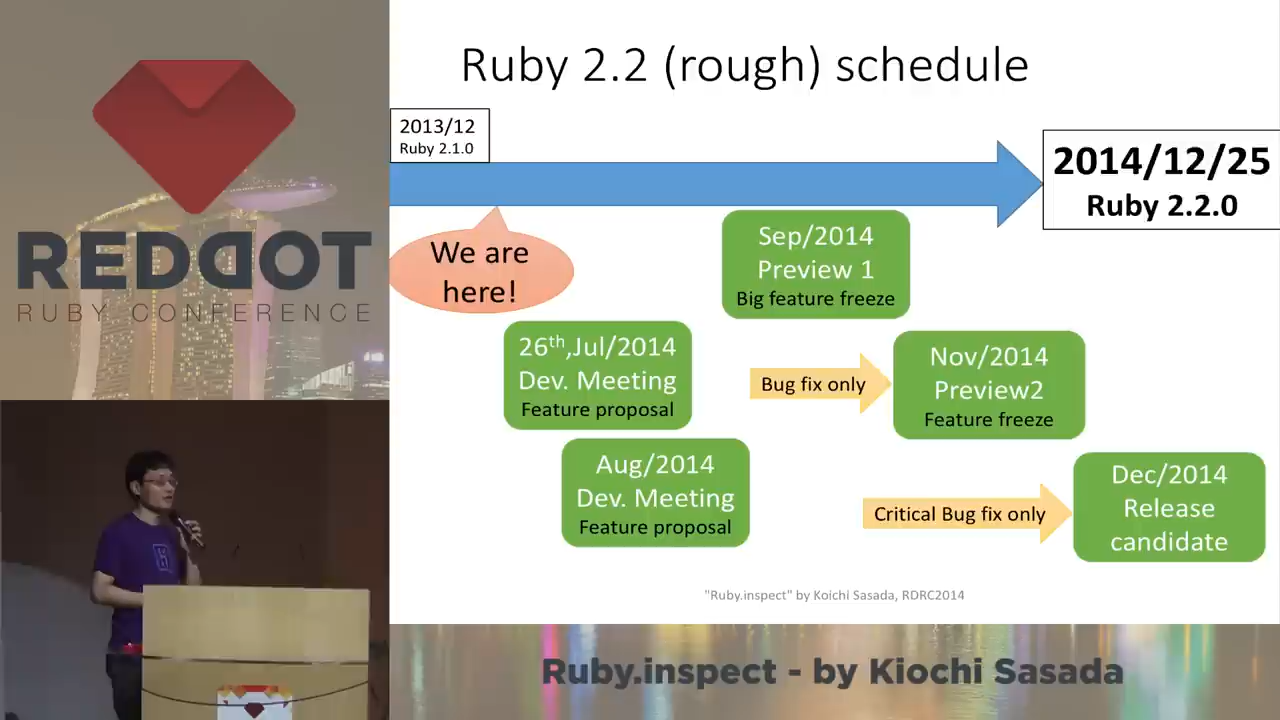 REDDOT
RUBY CONFERENCE
Ruby 2.2 (rough) schedule
2013/12
Ruby 2.1.0
2014/12/25
Ruby 2.2.0
We are
here!
Sep/2014
Preview 1
Big feature freeze
26th,Jul/2014
Dev. Meeting
Feature proposal
Bug fix only
Nov/2014
Preview2
Feature freeze
Aug/2014
Dev. Meeting
Feature proposal
Critical Bug fix only
Dec/2014
Release
candidate
"Ruby.inspect" by Koichi Sasada, RDRC2014
Ruby.inspect - by Kiochi Sasada